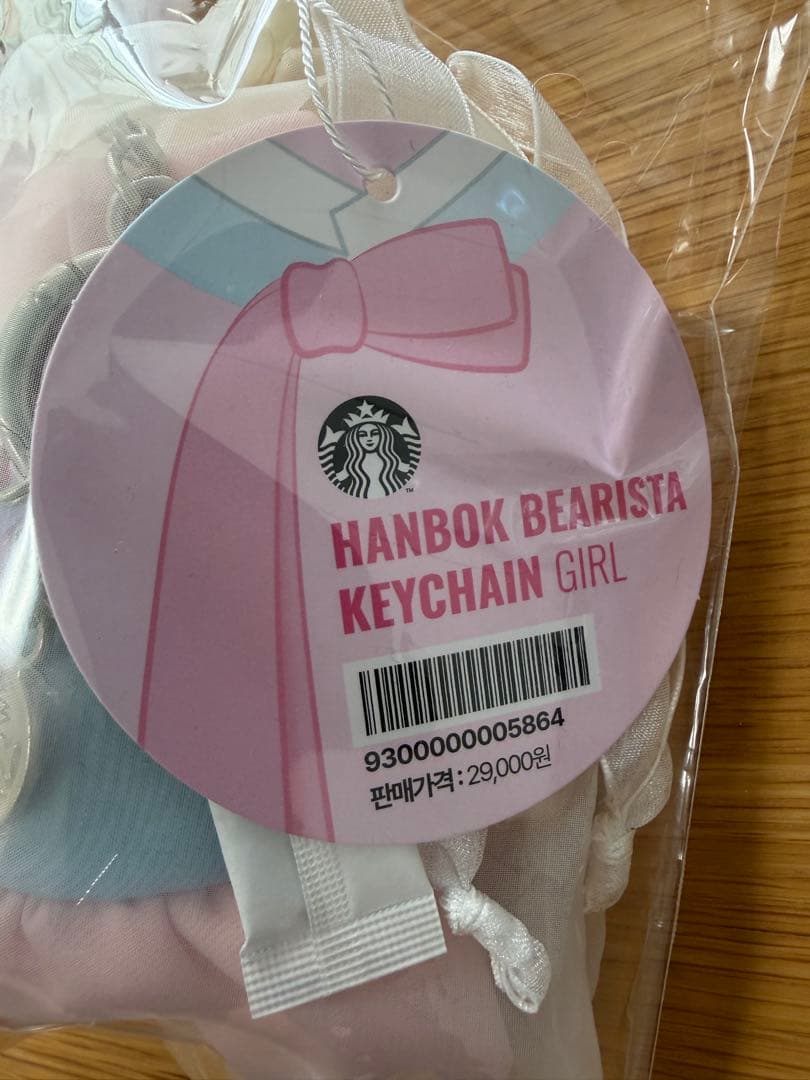 HANBOK BEARISTA
KEYCHAIN GIRL
9300000005864
판매가격 : 29,000원